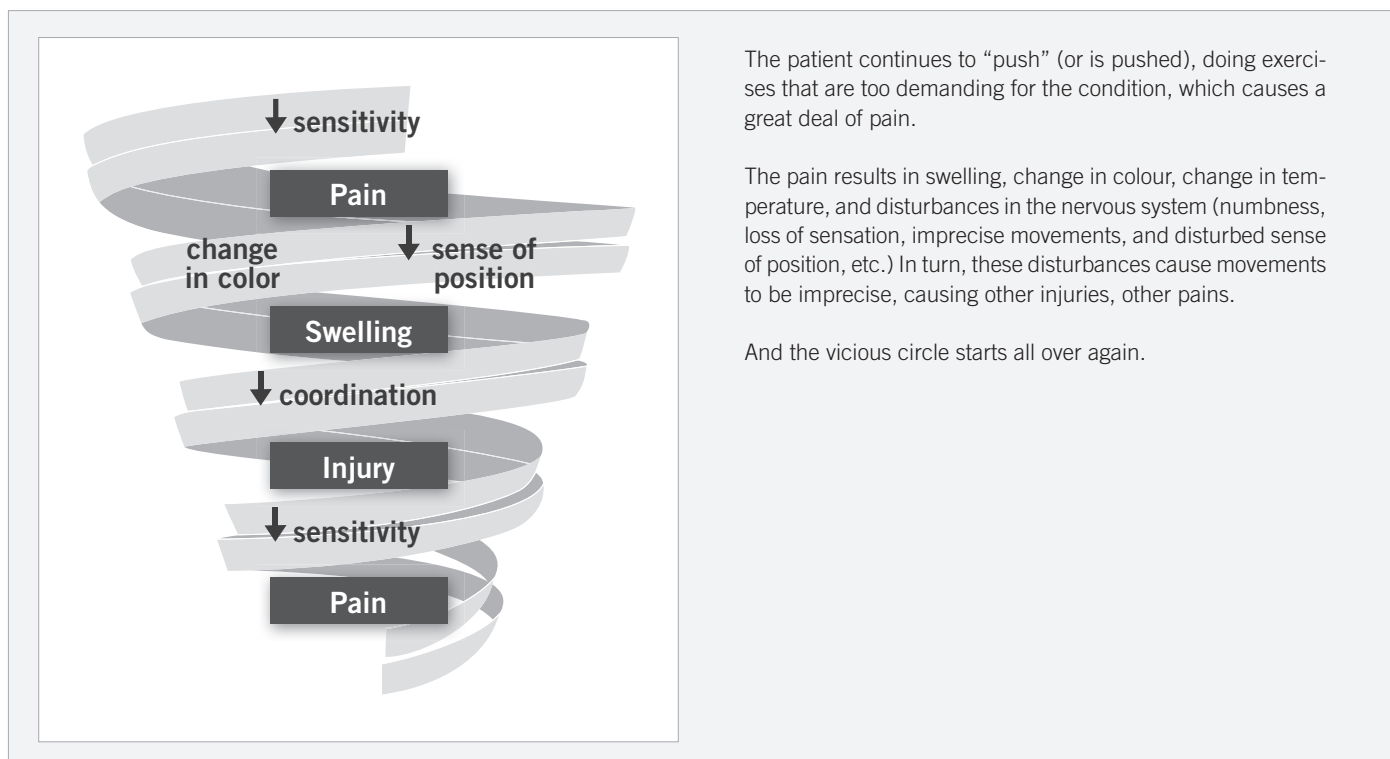 ↓ sensitivity
Pain
change
in color
↓ sense of
position
Swelling
↓ coordination
Injury
↓ sensitivity
Pain
The patient continues to “push” (or is pushed), doing exerci-
ses that are too demanding for the condition, which causes a
great deal of pain.
The pain results in swelling, change in colour, change in tem-
perature, and disturbances in the nervous system (numbness,
loss of sensation, imprecise movements, and disturbed sense
of position, etc.) In turn, these disturbances cause movements
to be imprecise, causing other injuries, other pains.
And the vicious circle starts all over again.